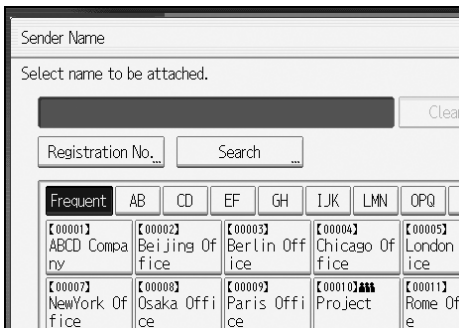 Sender Name
Select name to be attached.
Clear
Registration No.
Search
Frequent AB CD EF GH IJK LMN OPQ
【00001】 【00002】 【00003】 【00004】 【00005】
ABCD Compa Beijing Of Berlin Off Chicago Of London
ny fice ice fice ice
【00007】 【00008】 【00009】 【00010】 【00011】
NewYork Of Osaka Offi Paris Offi Project Rome Of
fice ce ce e